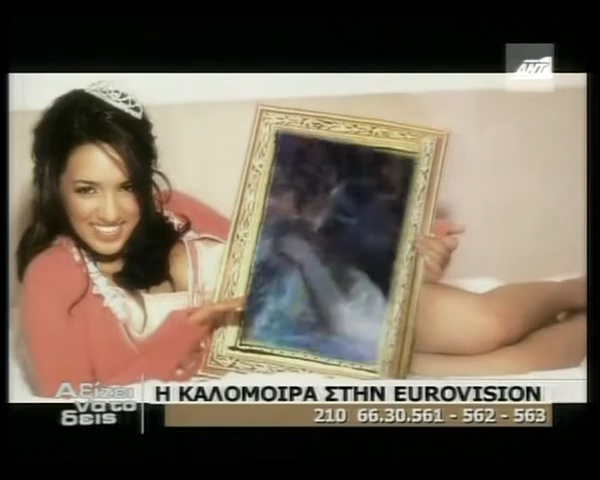 ANT1
Η ΚΑΛΟΜΟΙΡΑ ΣΤΗΝ EUROVISION
Αξίζει
να το
δεις
210 66.30.561 - 562 - 563